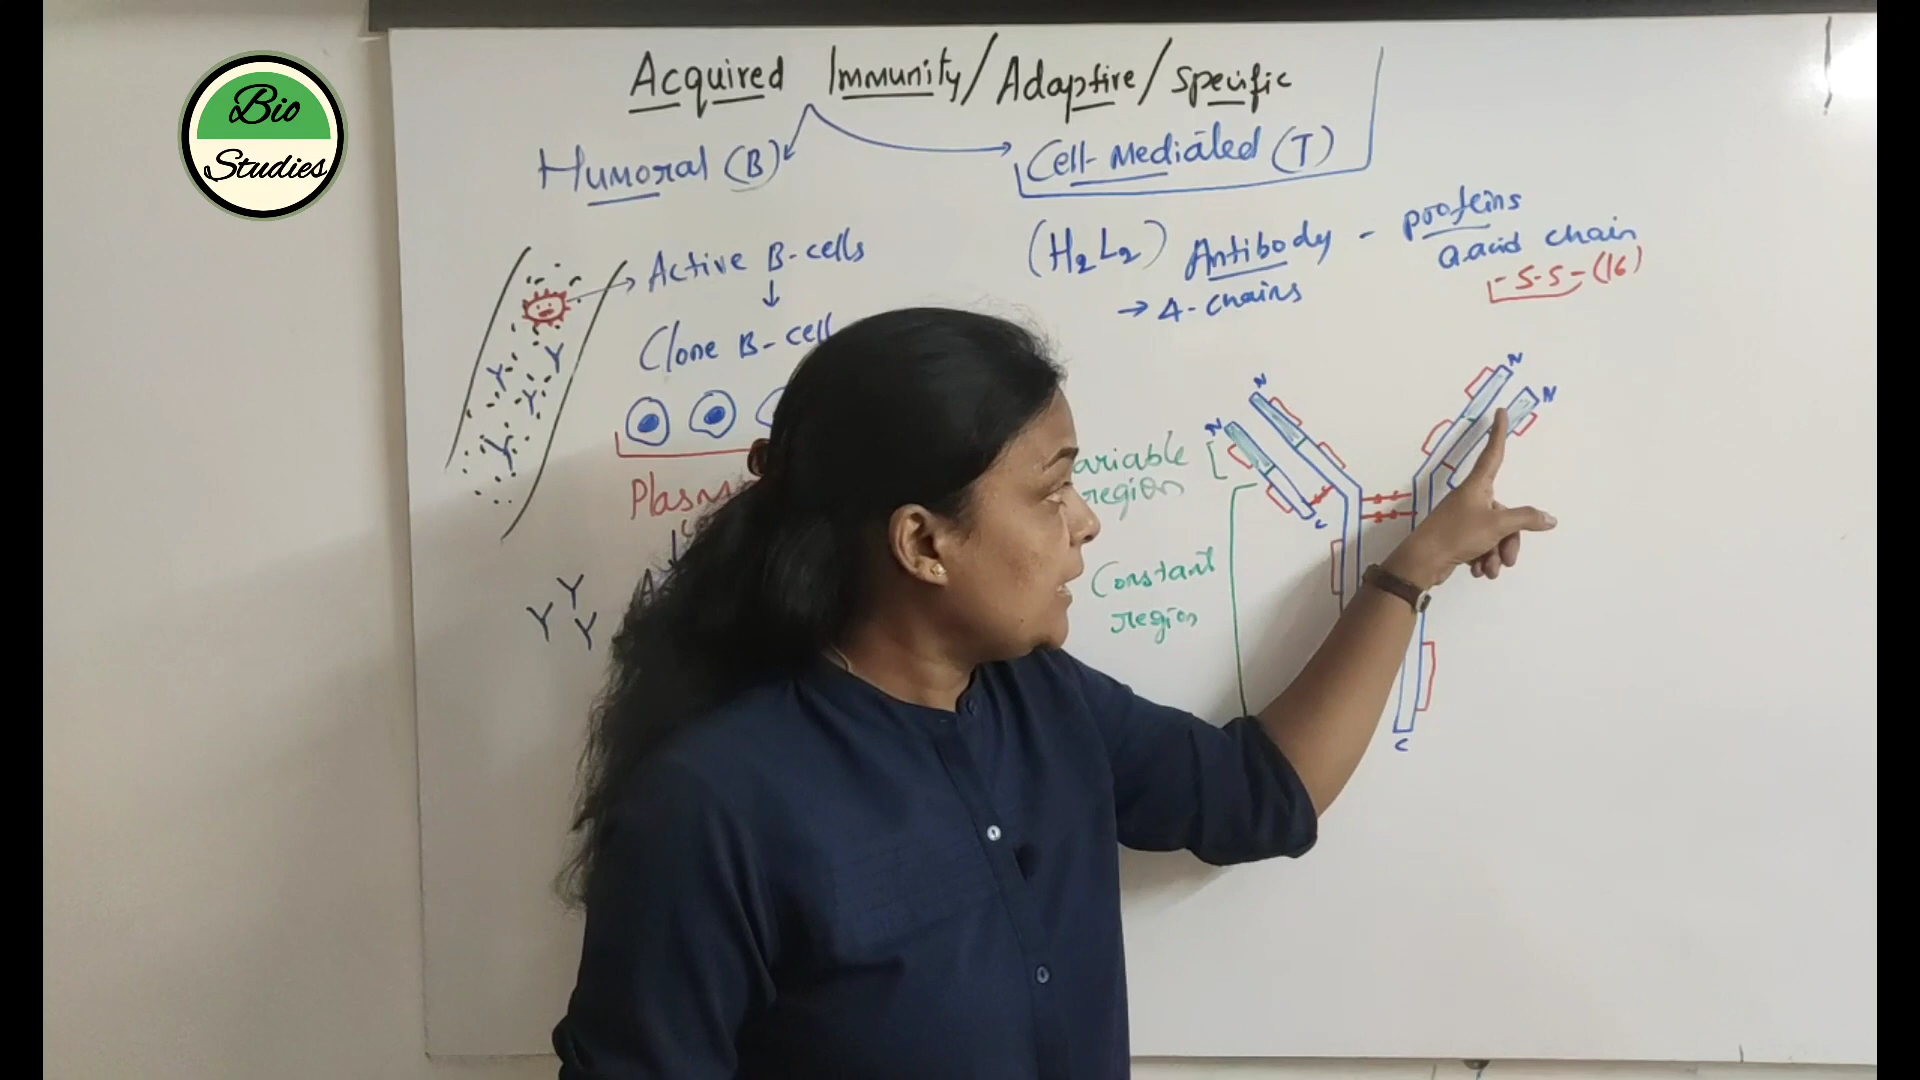 Bio
Studies
Acquired Immunity/Adaptive/Specific
Humoral (B)
Cell-Mediated (T)
Active B-cells
Clone B-cell
Plasm
(H₂L₂) Antibody - proteins
a.acid chain
-S-S-(16)
→ 4-chains
N
N
N
N
ariable
region
C
Constant
region
C